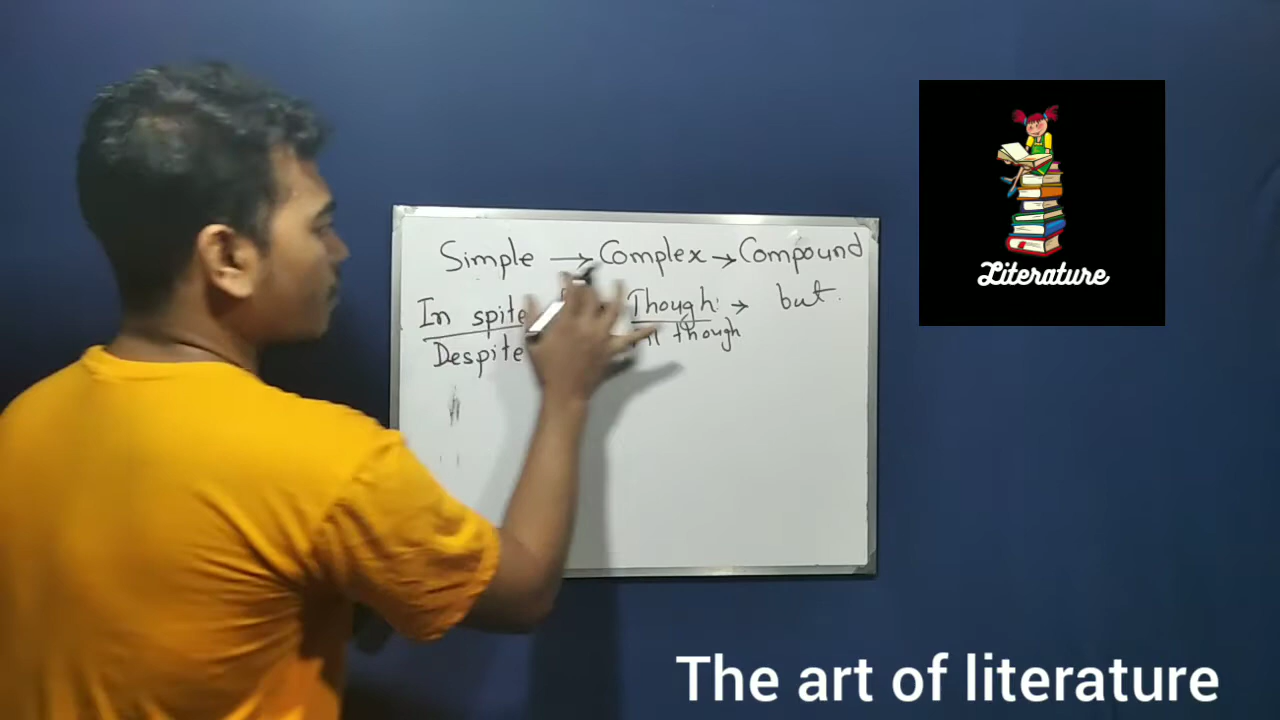 Simple → Complex → Compound
In spite Though → but.
Despite though
Literature
The art of literature